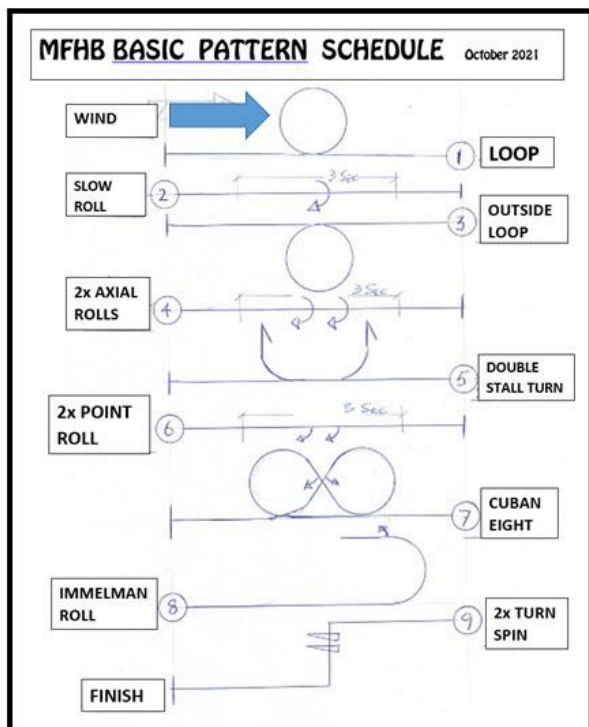 MFHB BASIC PATTERN SCHEDULE October 2021
WIND
1 LOOP
3 Sec
SLOW
ROLL
2
3 OUTSIDE
LOOP
2x AXIAL
ROLLS
4
3 Sec
5 DOUBLE
STALL TURN
2x POINT
ROLL
6
3 Sec
7 CUBAN
EIGHT
IMMELMAN
ROLL
8
9 2x TURN
SPIN
FINISH